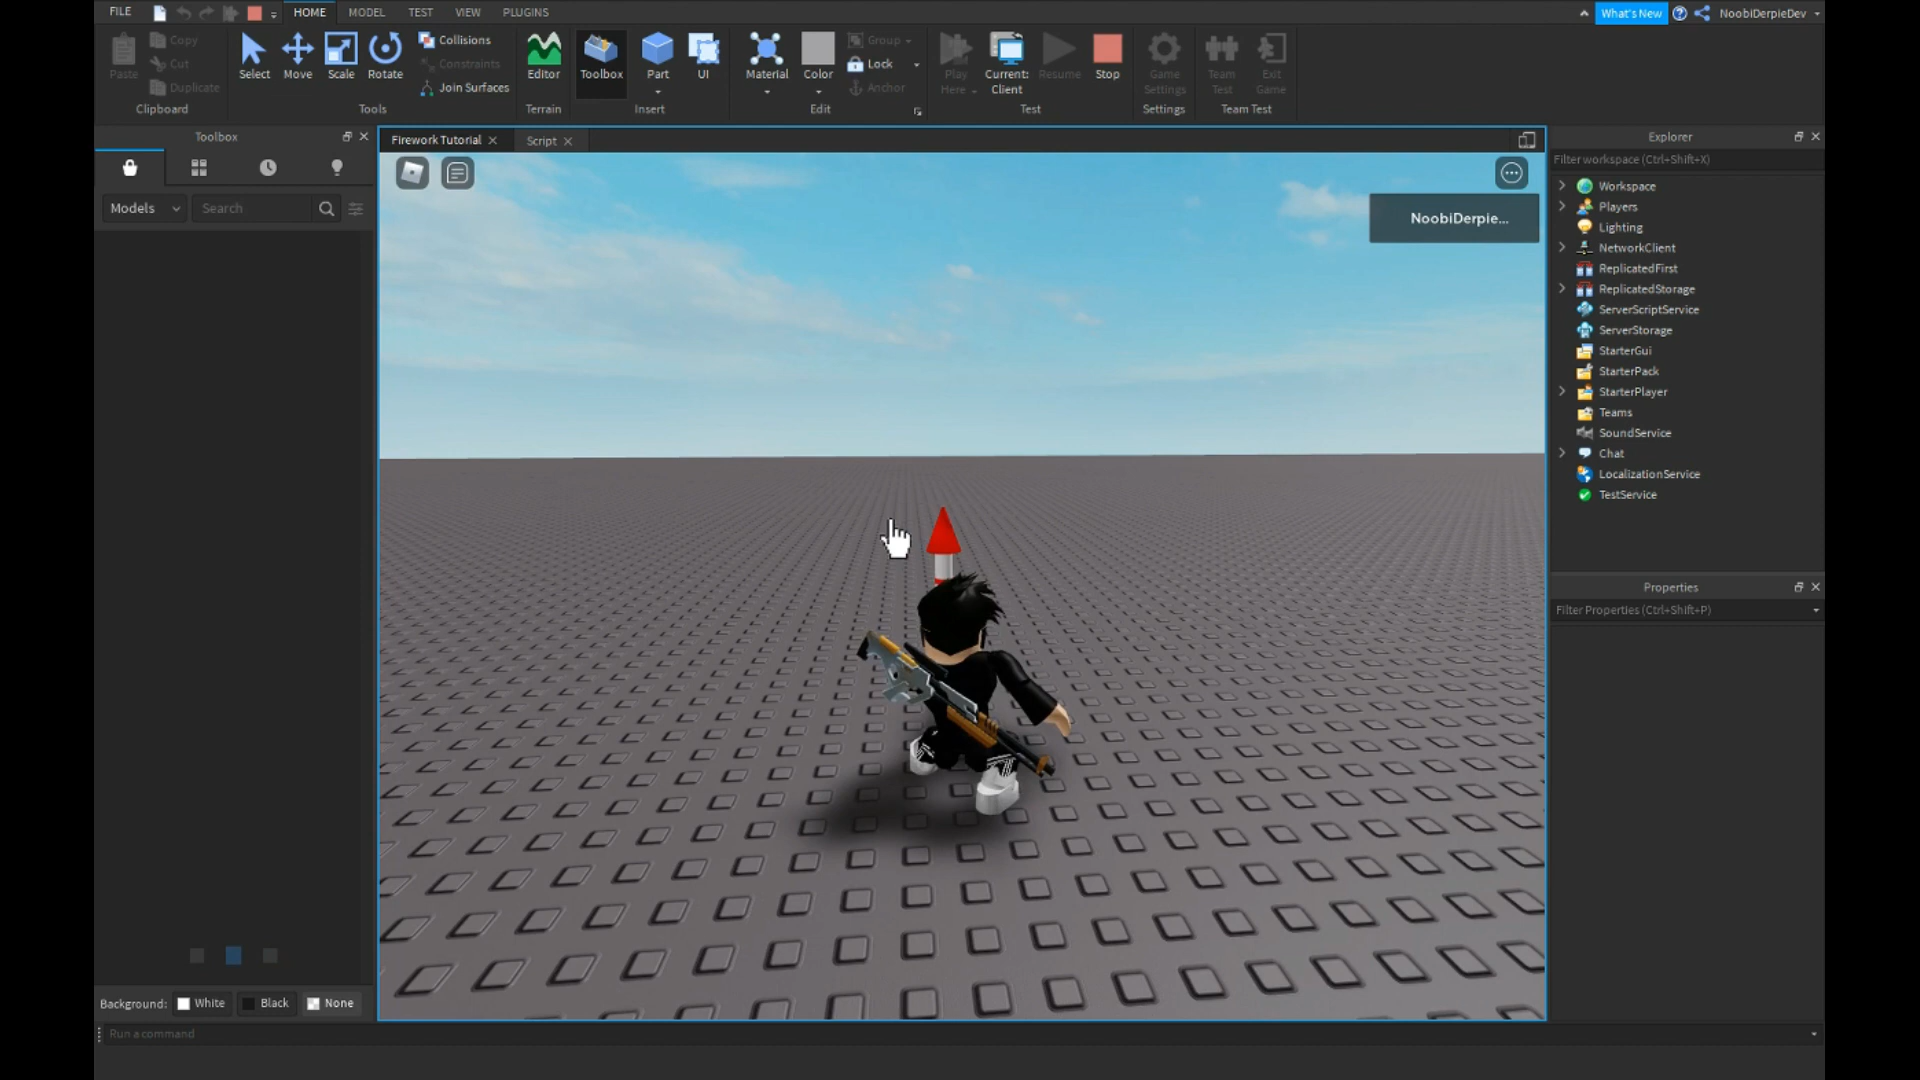 FILE HOME MODEL TEST VIEW PLUGINS What's New NoobiDerpieDev
Paste
Copy
Cut
Duplicate
Clipboard
Select Move Scale Rotate
Collisions
Constraints
Join Surfaces
Tools
Editor
Terrain
Toolbox Part UI
Insert
Material Color
Group
Lock
Anchor
Edit
Play Here
Current: Client
Resume
Stop
Test
Game Settings
Settings
Team Test
Exit Game
Team Test
Toolbox
Models
Search
Background: White Black None
Firework Tutorial Script
NoobiDerpie...
Explorer
Filter workspace (Ctrl+Shift+X)
Workspace
Players
Lighting
NetworkClient
ReplicatedFirst
ReplicatedStorage
ServerScriptService
ServerStorage
StarterGui
StarterPack
StarterPlayer
Teams
SoundService
Chat
LocalizationService
TestService
Properties
Filter Properties (Ctrl+Shift+P)
Run a command